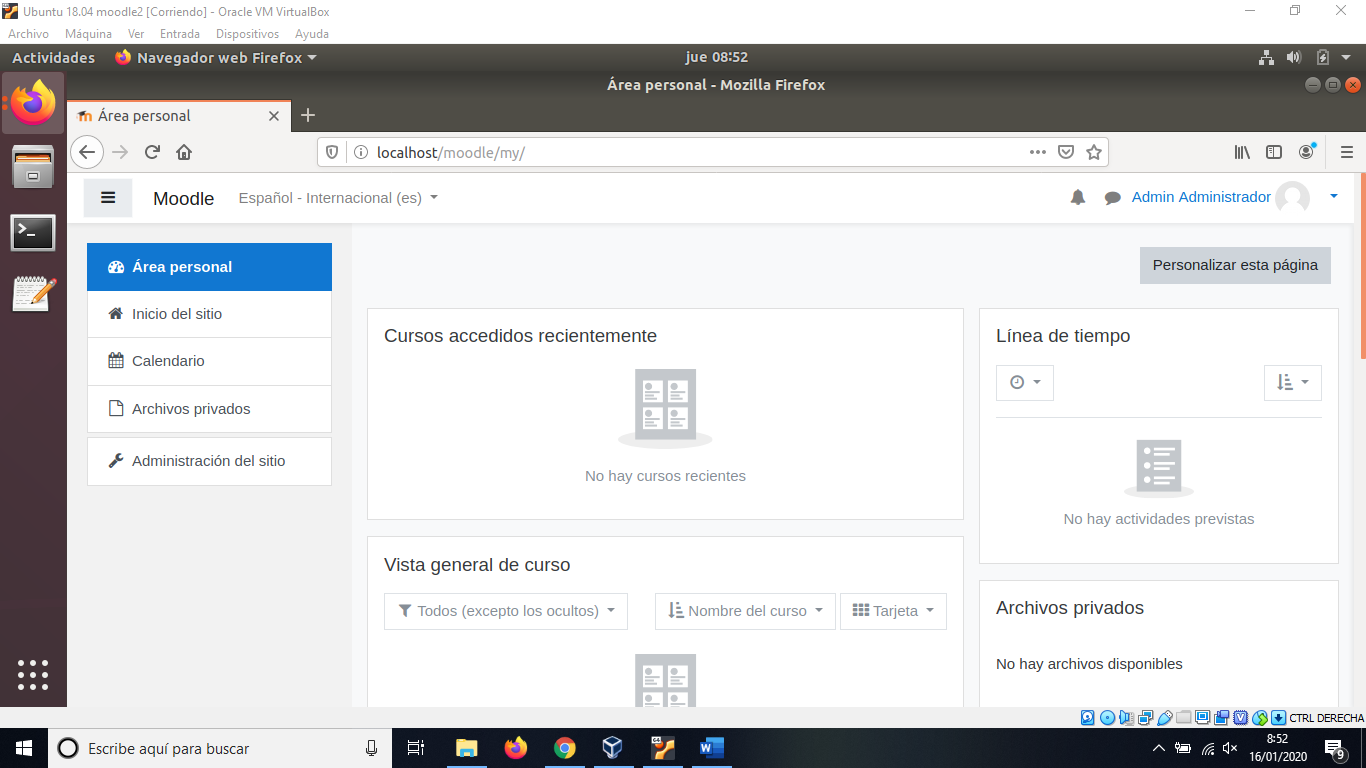 Ubuntu 18.04 moodle2 [Corriendo] - Oracle VM VirtualBox
Archivo Máquina Ver Entrada Dispositivos Ayuda
Actividades Navegador web Firefox jue 08:52
Área personal - Mozilla Firefox
Área personal
localhost/moodle/my/
Moodle Español - Internacional (es) Admin Administrador
Área personal
Inicio del sitio
Calendario
Archivos privados
Administración del sitio
Personalizar esta página
Cursos accedidos recientemente
No hay cursos recientes
Vista general de curso
Todos (excepto los ocultos) Nombre del curso Tarjeta
Línea de tiempo
No hay actividades previstas
Archivos privados
No hay archivos disponibles
CTRL DERECHA
Escribe aquí para buscar
8:52
16/01/2020
9